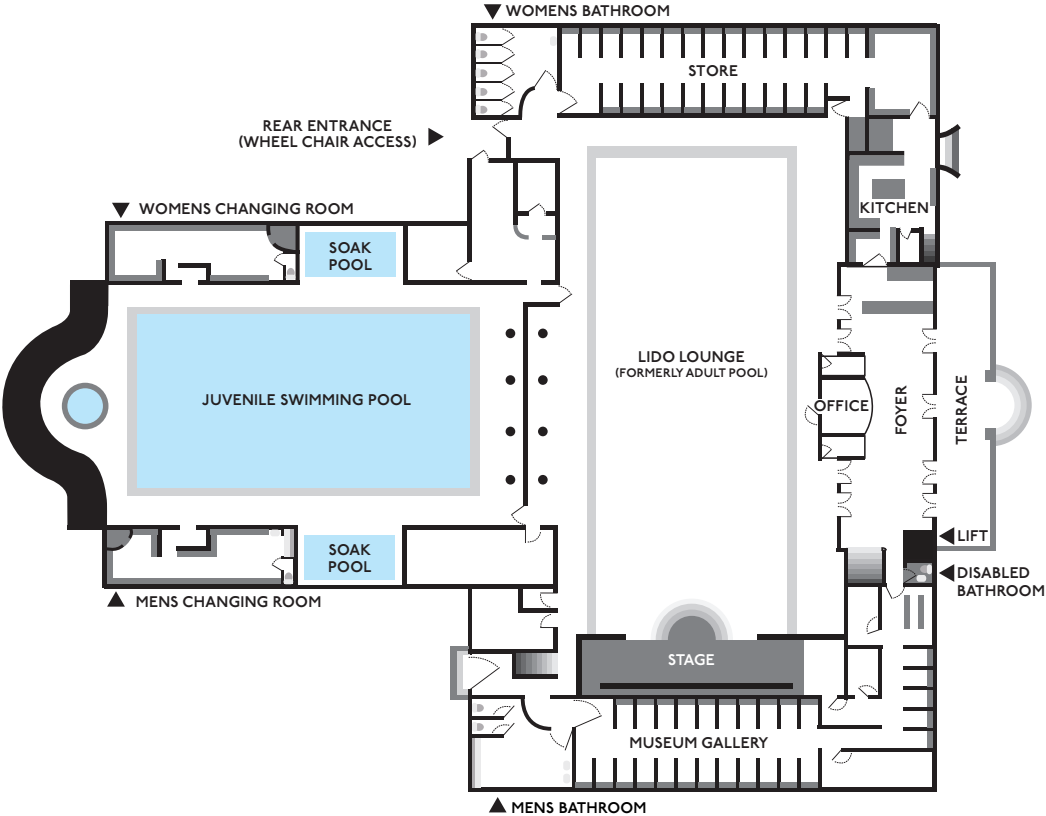 WOMENS BATHROOM
STORE
REAR ENTRANCE
(WHEEL CHAIR ACCESS)
WOMENS CHANGING ROOM
KITCHEN
SOAK
POOL
LIDO LOUNGE
(FORMERLY ADULT POOL)
JUVENILE SWIMMING POOL
OFFICE
FOYER
TERRACE
LIFT
SOAK
POOL
DISABLED
BATHROOM
MENS CHANGING ROOM
STAGE
MUSEUM GALLERY
MENS BATHROOM